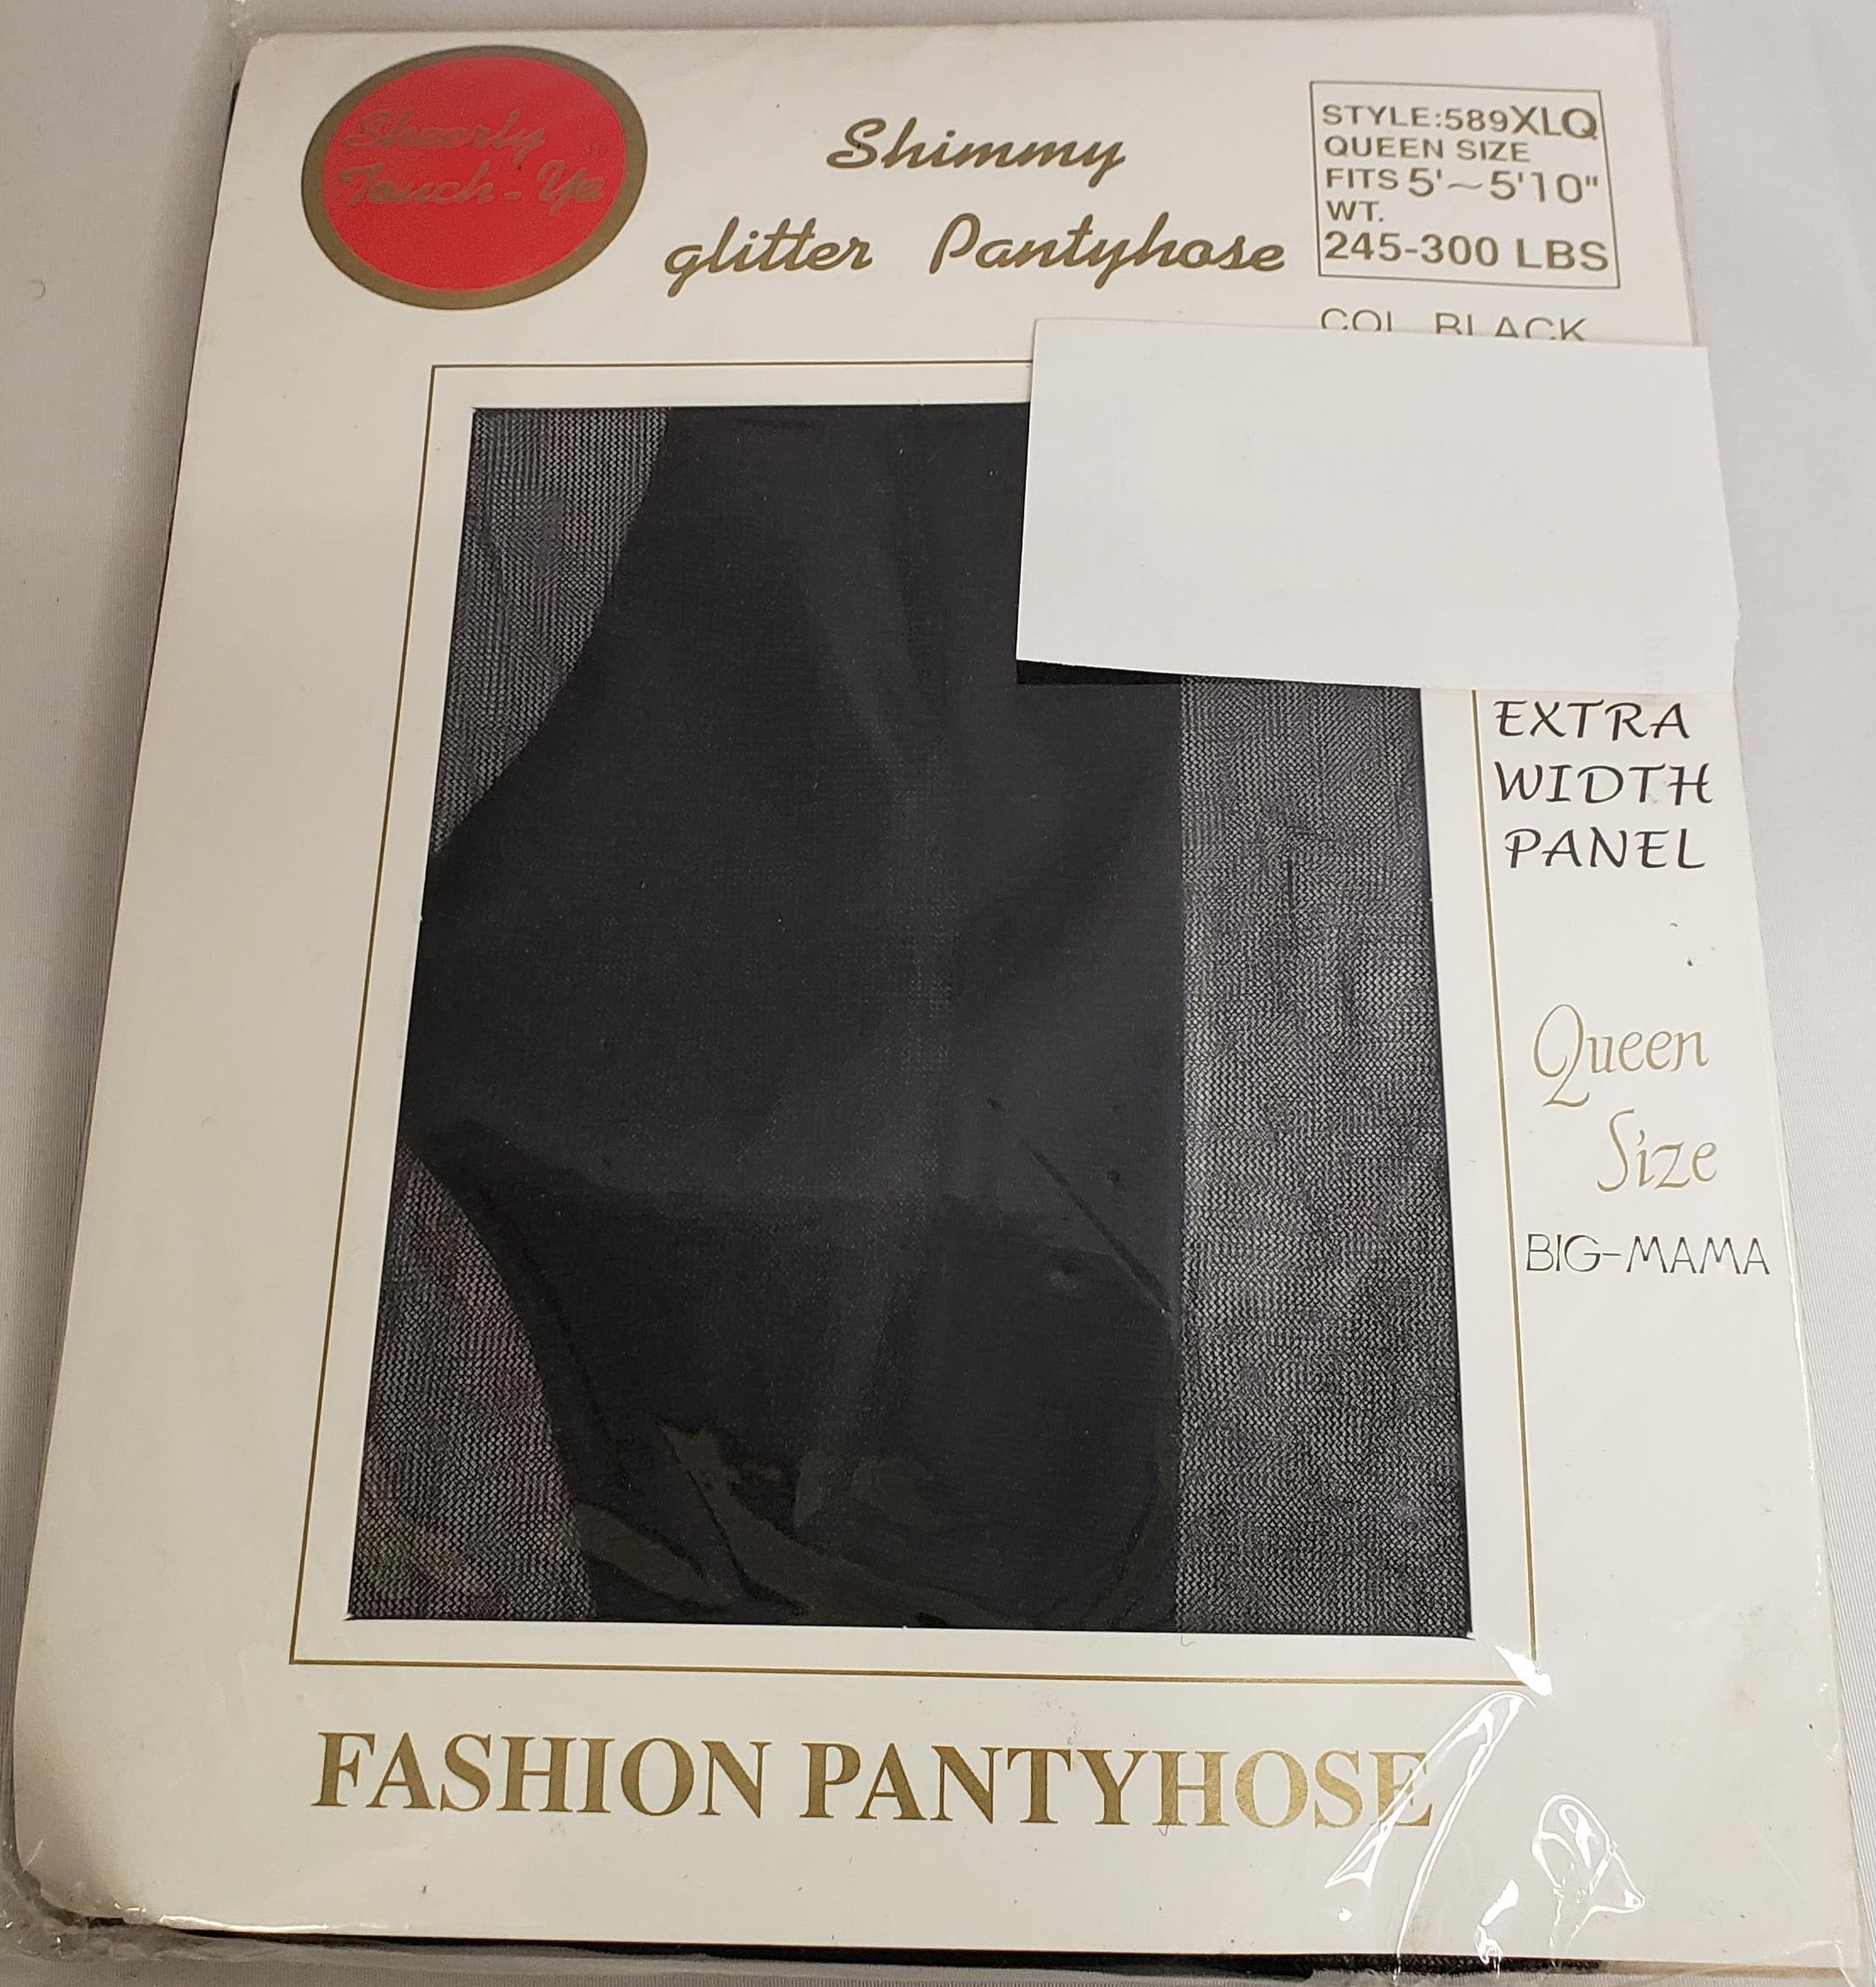 Sheerly
Touch-Ys
Shimmy
glitter Pantyhose
STYLE:589XLQ
QUEEN SIZE
FITS 5'~5'10"
WT.
245-300 LBS
COL BLACK
EXTRA
WIDTH
PANEL
Queen
Size
BIG-MAMA
FASHION PANTYHOSE